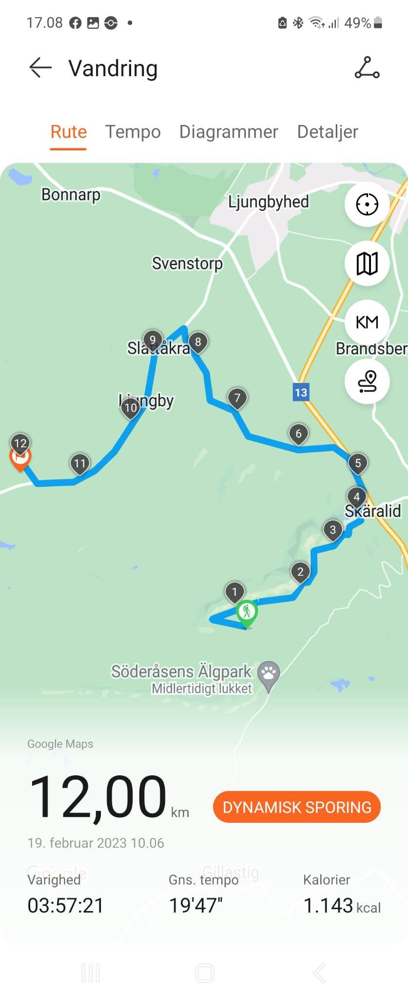 17.08 49%
Vandring
Rute Tempo Diagrammer Detaljer
Bonnarp
Ljungbyhed
Svenstorp
KM
9
8
Slättåkra
Brandsber
13
7
Ljungby
10
6
12
11
5
4
Skäralid
3
2
1
Söderåsens Älgpark
Midlertidigt lukket
Google Maps
12,00 km
DYNAMISK SPORING
19. februar 2023 10.06
Google
Gillastig
Varighed Gns. tempo Kalorier
03:57:21 19'47" 1.143 kcal